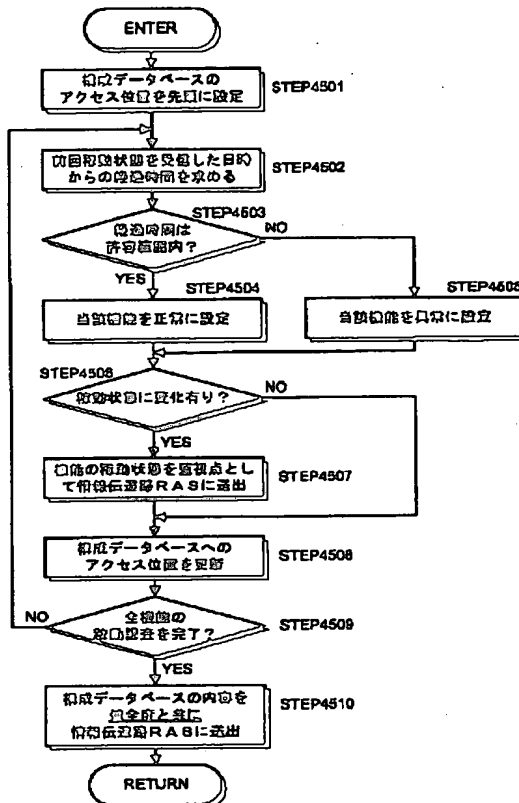 ENTER
構成データベースの
アクセス位置を先頭に設定
STEP4501
前回稼動状態を受信した日時
からの経過時間を求める
STEP4502
STEP4503
経過時間は
許容範囲内?
NO
YES
STEP4504
当該機能を正常に設定
STEP4505
当該機能を異常に設定
STEP4506
稼動状態に変化有り?
NO
YES
機能の稼動状態を監視点とし
て情報伝送路RASに送出
STEP4507
構成データベースへの
アクセス位置を更新
STEP4508
NO
全機能の
STEP4509
YES
構成データベースの内容を
STEP4510
情報伝送路RASに送出
RETURN